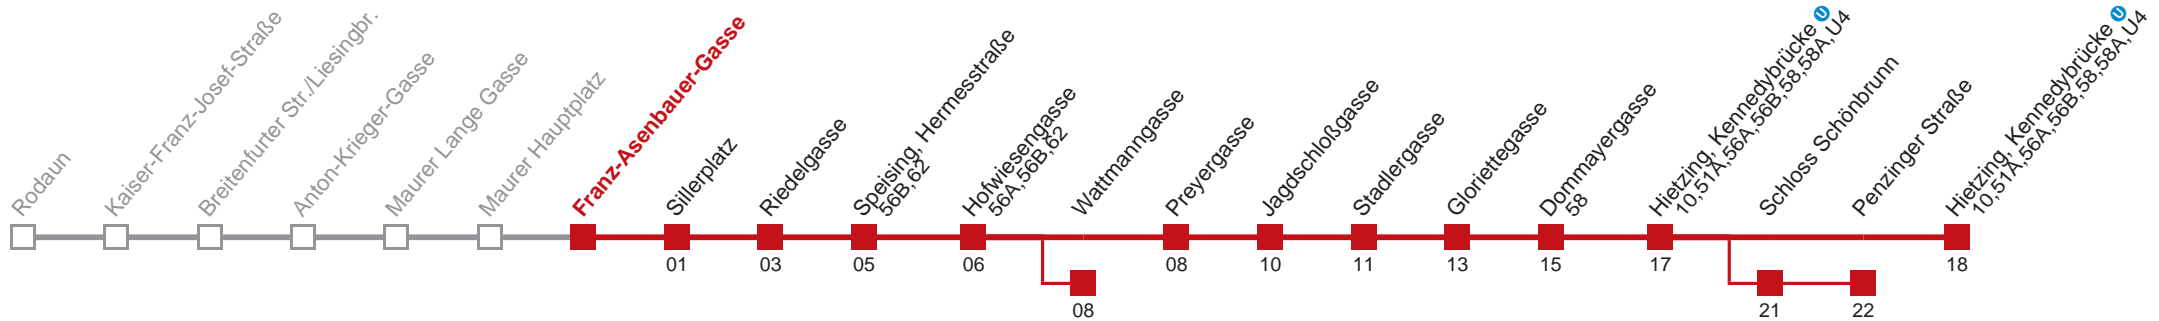 Rodaun
Kaiser-Franz-Josef-Straße
Breitenfurter Str./Liesingbr.
Anton-Krieger-Gasse
Maurer Lange Gasse
Maurer Hauptplatz
Franz-Asenbauer-Gasse
Sillerplatz
01
Riedelgasse
03
Speising, Hermesstraße
56B,62
05
Hofwiesengasse
56A,56B,62
06
Wattmanngasse
08
Preyergasse
08
Jagdschloßgasse
10
Stadlergasse
11
Gloriettegasse
13
Dommayergasse
58
15
Hietzing, Kennedybrücke U
10,51A,56A,56B,58,58A,U4
17
Schloss Schönbrunn
21
Penzinger Straße
22
Hietzing, Kennedybrücke U
10,51A,56A,56B,58,58A,U4
18